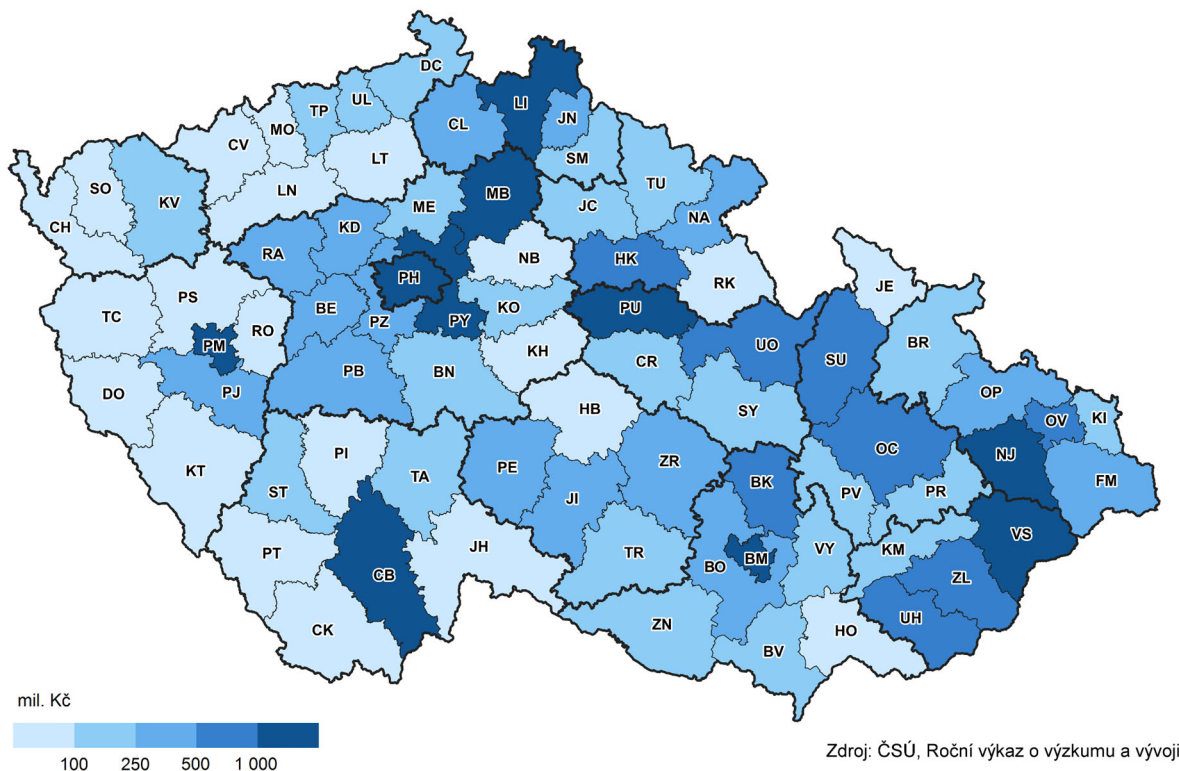 DC
LI
UL
TP
JN
CL
MO
CV
LT
SM
SO
TU
LN
MB
KV
JC
ME
NA
CH
KD
RA
NB
HK
PH
RK
JE
PS
BE
KO
PU
TC
PZ
PY
RO
PM
UO
BR
KH
SU
CR
PB
BN
DO
PJ
OP
HB
SY
OV
KI
OC
PI
NJ
KT
PE
ZR
TA
FM
BK
ST
PV
PR
JI
VS
JH
TR
BM
VY
KM
PT
BO
CB
ZL
UH
ZN
CK
HO
BV
mil. Kč
100 250 500 1 000
Zdroj: ČSÚ, Roční výkaz o výzkumu a vývoji